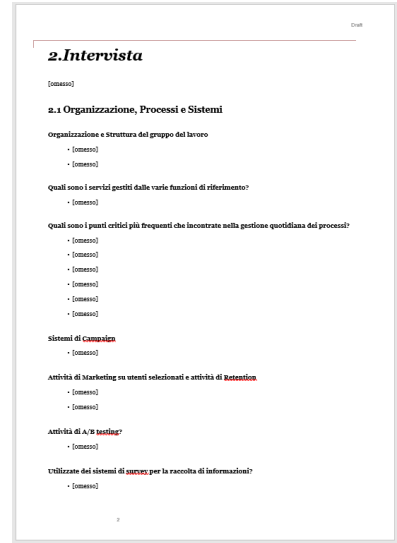 Draft
2.Intervista
[omesso]
2.1 Organizzazione, Processi e Sistemi
Organizzazione e Struttura del gruppo del lavoro
• [omesso]
• [omesso]
Quali sono i servizi gestiti dalle varie funzioni di riferimento?
• [omesso]
Quali sono i punti critici più frequenti che incontrate nella gestione quotidiana dei processi?
• [omesso]
• [omesso]
• [omesso]
• [omesso]
• [omesso]
• [omesso]
Sistemi di Campaign
• [omesso]
Attività di Marketing su utenti selezionati e attività di Retention
• [omesso]
• [omesso]
Attività di A/B testing?
• [omesso]
Utilizzate dei sistemi di survey per la raccolta di informazioni?
• [omesso]
2